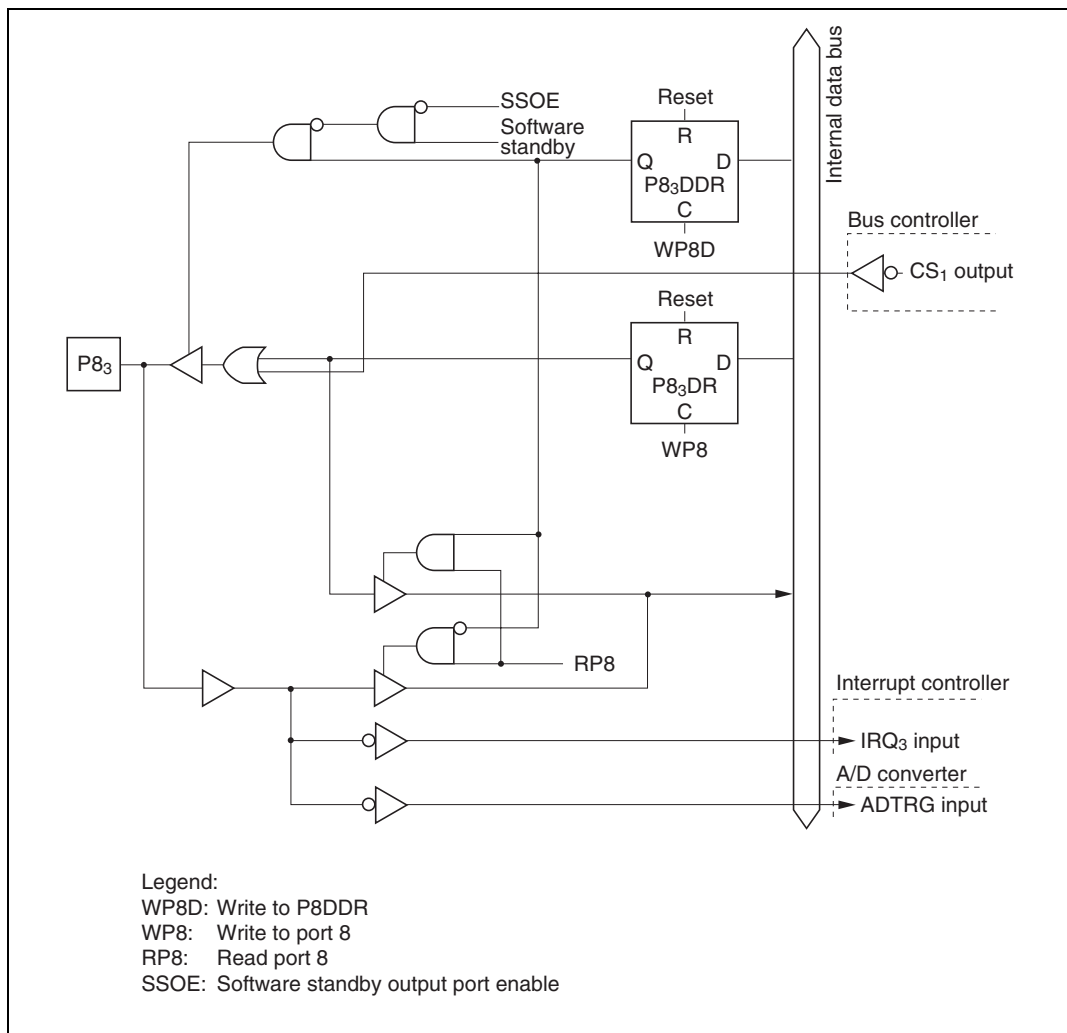 SSOE
Software
standby
Reset
R
Q D
P8₃DDR
C
WP8D
Internal data bus
Bus controller
CS₁ output
Reset
R
Q D
P8₃DR
C
WP8
P8₃
RP8
Interrupt controller
IRQ₃ input
A/D converter
ADTRG input
Legend:
WP8D: Write to P8DDR
WP8: Write to port 8
RP8: Read port 8
SSOE: Software standby output port enable